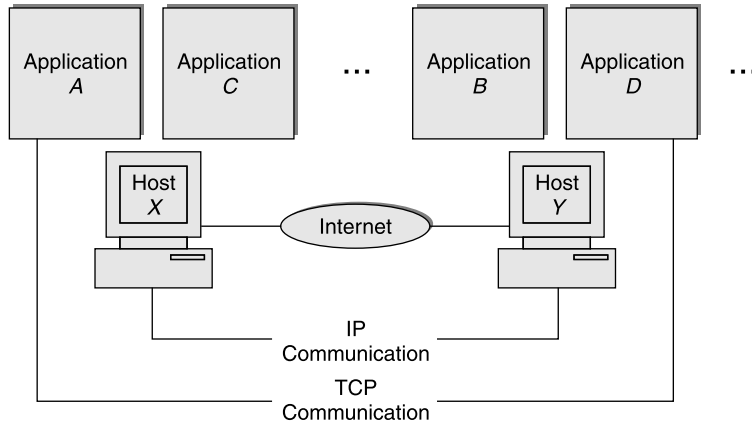 Application
A
Application
C
...
Application
B
Application
D
...
Host
X
Host
Y
Internet
IP
Communication
TCP
Communication